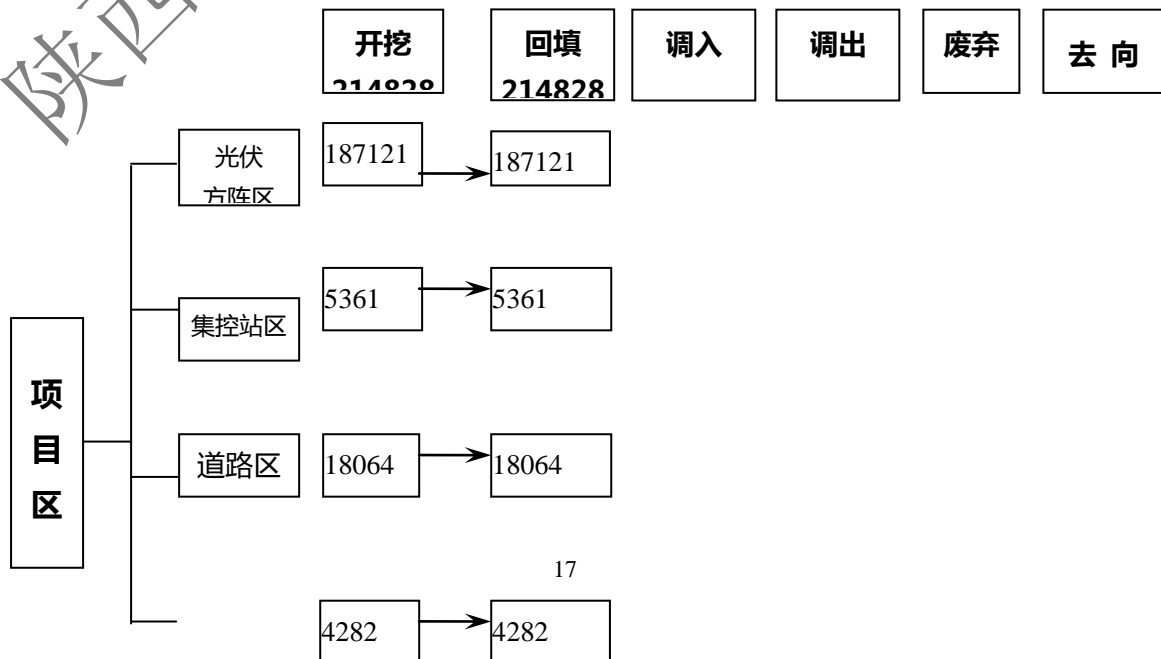 陕西
开挖
214828
回填
214828
调入
调出
废弃
去 向
光伏
方阵区
187121
187121
集控站区
5361
5361
项
目
区
道路区
18064
18064
17
4282
4282